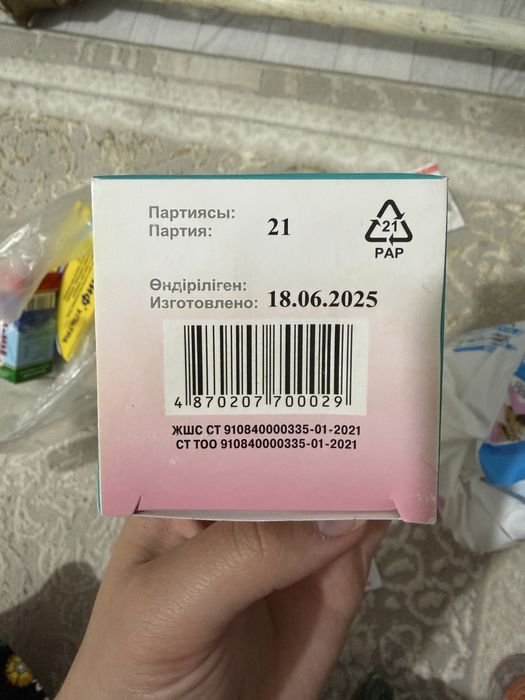 Партиясы:
Партия: 21
21
PAP
Өндірілген:
Изготовлено: 18.06.2025
4 870207 700029
ЖШС СТ 910840000335-01-2021
СТ ТОО 910840000335-01-2021